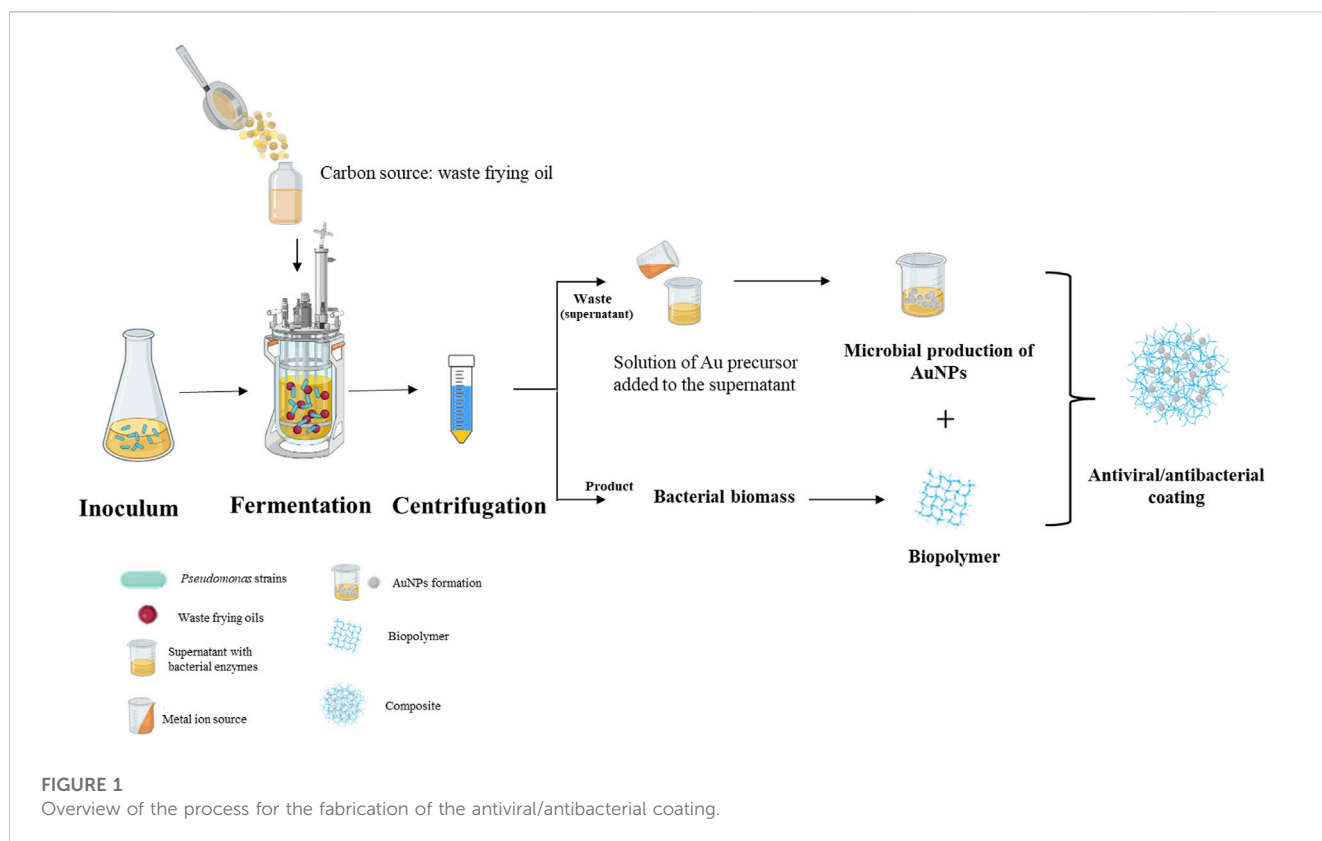 Carbon source: waste frying oil
Waste
(supernatant)
Solution of Au precursor
added to the supernatant
Microbial production of
AuNPs
+
Antiviral/antibacterial
coating
Inoculum
Fermentation
Centrifugation
Product
Bacterial biomass
Biopolymer
Pseudomonas strains
Waste frying oils
Supernatant with
bacterial enzymes
Metal ion source
AuNPs formation
Biopolymer
Composite
FIGURE 1
Overview of the process for the fabrication of the antiviral/antibacterial coating.